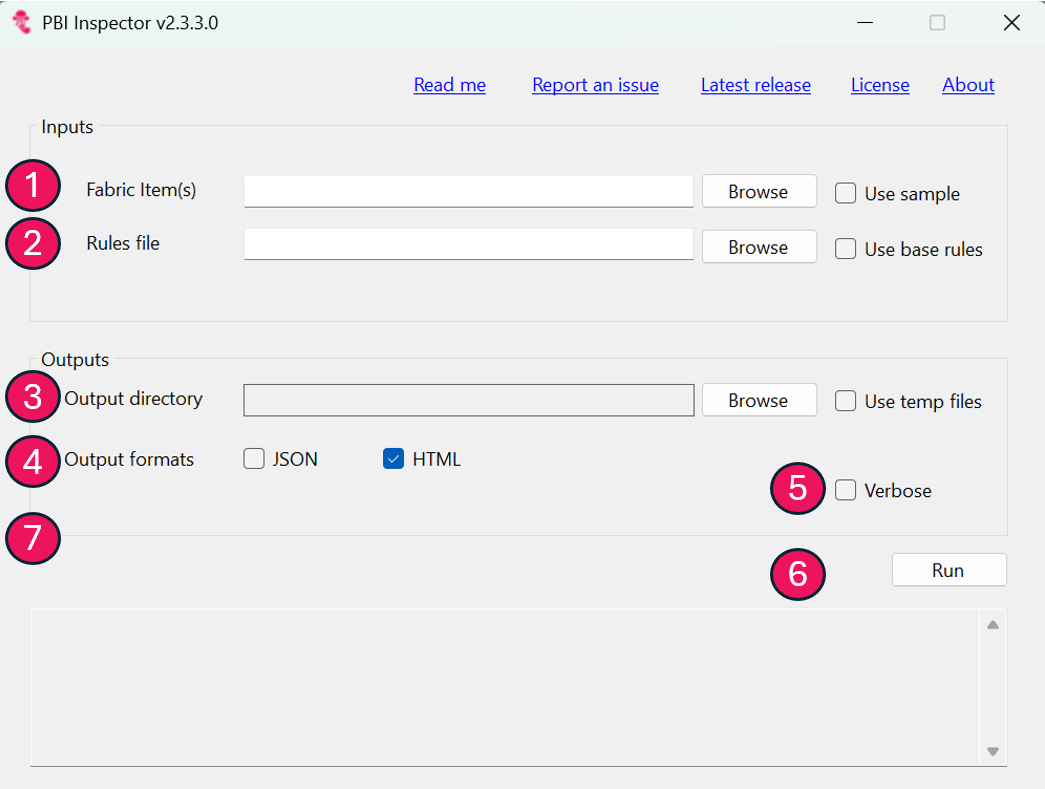 PBI Inspector v2.3.3.0
Read me Report an issue Latest release License About
Inputs
1 Fabric Item(s) Browse Use sample
2 Rules file Browse Use base rules
Outputs
3 Output directory Browse Use temp files
4 Output formats JSON HTML
5 Verbose
7
6 Run